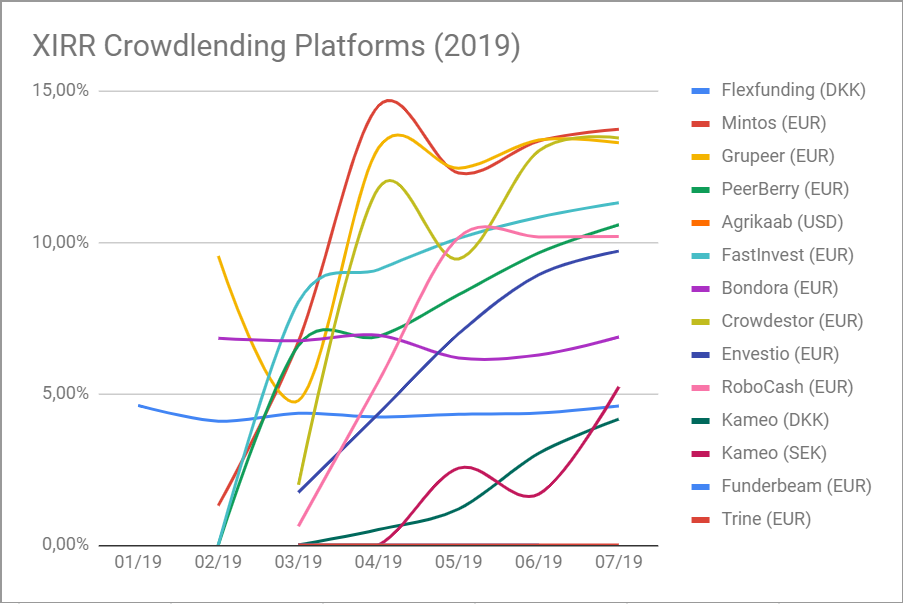 XIRR Crowdlending Platforms (2019)
15,00%
10,00%
5,00%
0,00%
01/19 02/19 03/19 04/19 05/19 06/19 07/19
Flexfunding (DKK)
Mintos (EUR)
Grupeer (EUR)
PeerBerry (EUR)
Agrikaab (USD)
FastInvest (EUR)
Bondora (EUR)
Crowdestor (EUR)
Envestio (EUR)
RoboCash (EUR)
Kameo (DKK)
Kameo (SEK)
Funderbeam (EUR)
Trine (EUR)